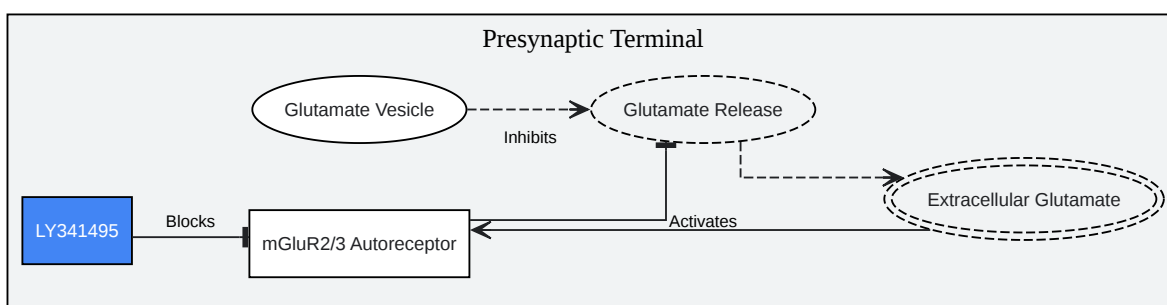 Presynaptic Terminal
Glutamate Vesicle
Glutamate Release
Inhibits
Extracellular Glutamate
LY341495
Blocks
mGluR2/3 Autoreceptor
Activates